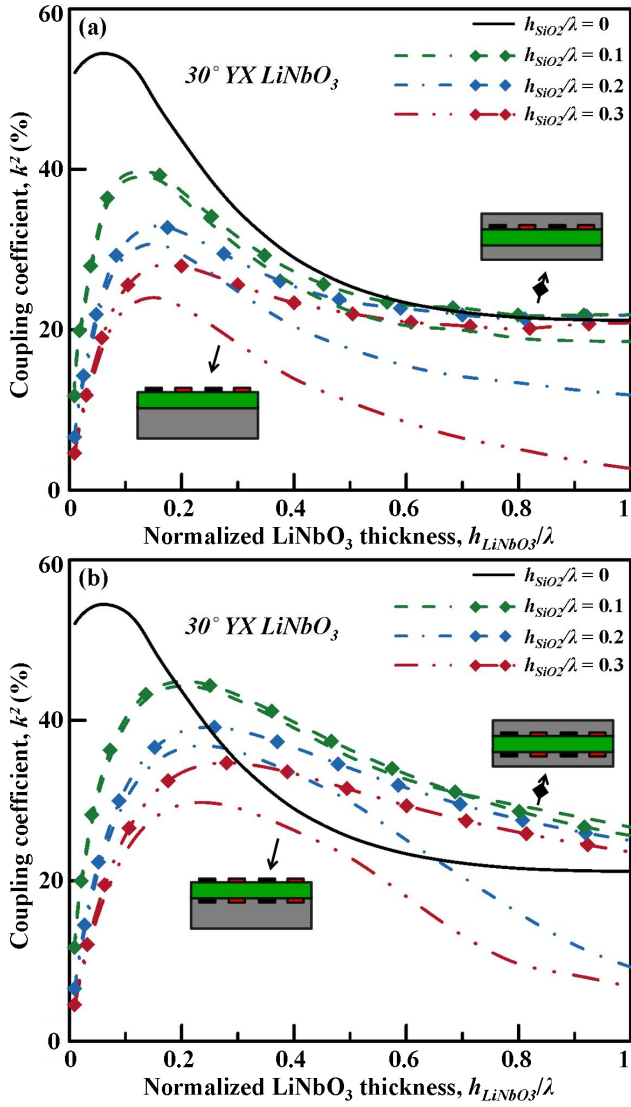 60
(a)
30° YX LiNbO3
hSiO2/λ = 0
hSiO2/λ = 0.1
hSiO2/λ = 0.2
hSiO2/λ = 0.3
40
20
0
Coupling coefficient, k² (%)
0 0.2 0.4 0.6 0.8 1
Normalized LiNbO3 thickness, hLiNbO3/λ
60
(b)
30° YX LiNbO3
hSiO2/λ = 0
hSiO2/λ = 0.1
hSiO2/λ = 0.2
hSiO2/λ = 0.3
40
20
0
Coupling coefficient, k² (%)
0 0.2 0.4 0.6 0.8 1
Normalized LiNbO3 thickness, hLiNbO3/λ